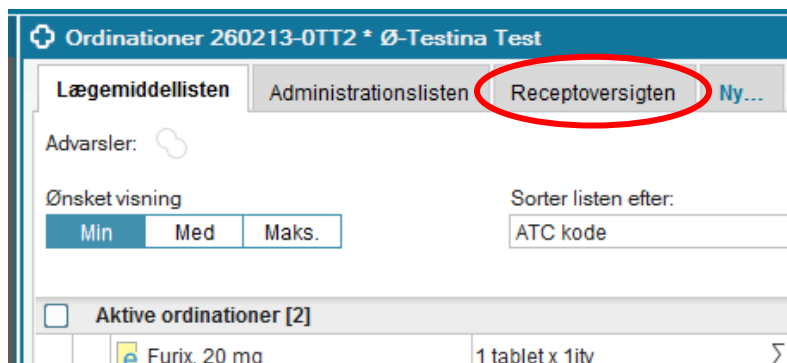 Ordinationer 260213-0TT2 * Ø-Testina Test
Lægemiddellisten Administrationslisten Receptoversigten Ny...
Advarsler:
Ønsket visning Sorter listen efter:
Min Med Maks. ATC kode
Aktive ordinationer [2]
e Furix, 20 mg 1 tablet x 1ity Σ